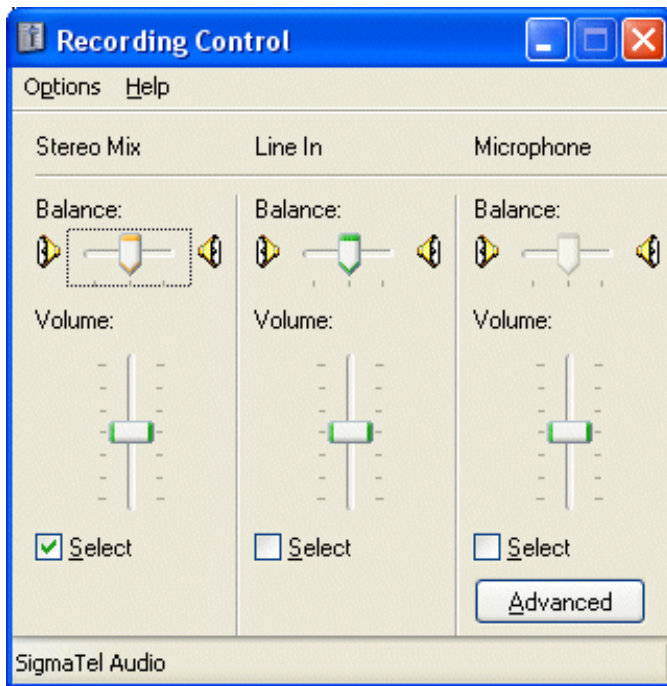 Recording Control
Options Help
Stereo Mix Line In Microphone
Balance: Balance: Balance:
Volume: Volume: Volume:
Select Select Select
Advanced
SigmaTel Audio